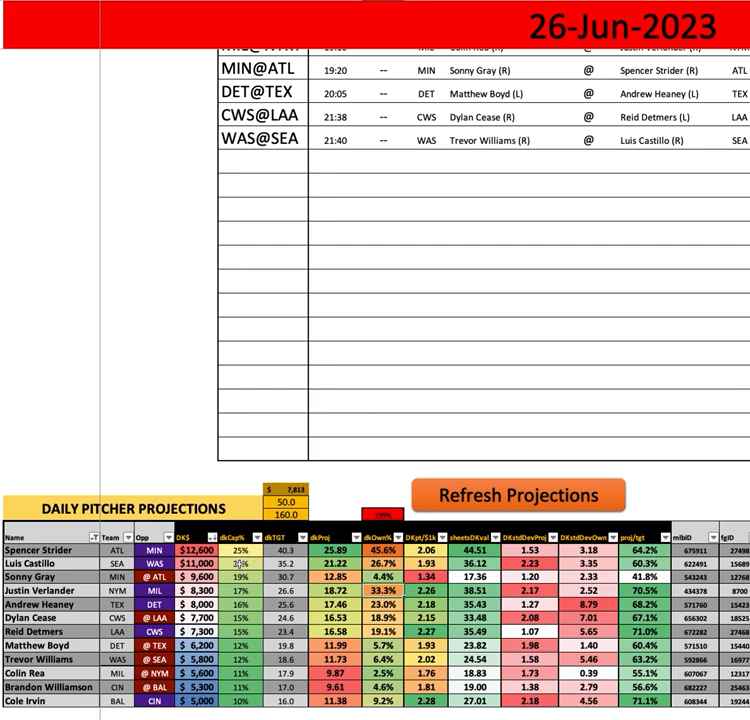 26-Jun-2023
MIN@ATL 19:20 -- MIN Sonny Gray (R) @ Spencer Strider (R) ATL
DET@TEX 20:05 -- DET Matthew Boyd (L) @ Andrew Heaney (L) TEX
CWS@LAA 21:38 -- CWS Dylan Cease (R) @ Reid Detmers (L) LAA
WAS@SEA 21:40 -- WAS Trevor Williams (R) @ Luis Castillo (R) SEA
$ 7,813
DAILY PITCHER PROJECTIONS 50.0 Refresh Projections
160.0
Name Team Opp DK$ dkCap% dkTGT dkProj dkOwn% DKpt/$1k sheetsDKval DKstdDevProj DKstdDevOwn proj/tgt mlbID fgID
Spencer Strider ATL MIN $12,600 25% 40.3 25.89 45.6% 2.06 44.51 1.53 3.18 64.2% 675911 27498
Luis Castillo SEA WAS $11,000 35.2 21.22 26.7% 1.93 36.12 2.23 3.35 60.3% 622491 15689
Sonny Gray MIN @ ATL $ 9,600 19% 30.7 12.85 4.4% 1.34 17.36 1.20 2.33 41.8% 543243 12768
Justin Verlander NYM MIL $ 8,300 17% 26.6 18.72 33.3% 2.26 38.51 2.17 2.52 70.5% 434378 8700
Andrew Heaney TEX DET $ 8,000 16% 25.6 17.46 23.0% 2.18 35.43 1.27 8.79 68.2% 571760 15423
Dylan Cease CWS @ LAA $ 7,700 15% 24.6 16.53 18.9% 2.15 33.48 2.08 7.01 67.1% 656302 18525
Reid Detmers LAA CWS $ 7,300 15% 23.4 16.58 19.1% 2.27 35.49 1.07 5.65 71.0% 672282 27468
Matthew Boyd DET @ TEX $ 6,200 12% 19.8 11.99 5.7% 1.93 23.82 1.98 1.40 60.4% 571510 15440
Trevor Williams WAS @ SEA $ 5,800 12% 18.6 11.73 6.4% 2.02 24.54 1.58 5.46 63.2% 592866 16977
Colin Rea MIL @ NYM $ 5,600 11% 17.9 9.87 2.5% 1.76 18.83 1.73 0.39 55.1% 607067 12317
Brandon Williamson CIN @ BAL $ 5,300 11% 17.0 9.61 4.6% 1.81 19.00 1.38 2.79 56.6% 682227 25463
Cole Irvin BAL CIN $ 5,000 10% 16.0 11.38 9.2% 2.28 27.01 2.18 4.56 71.1% 608344 19244